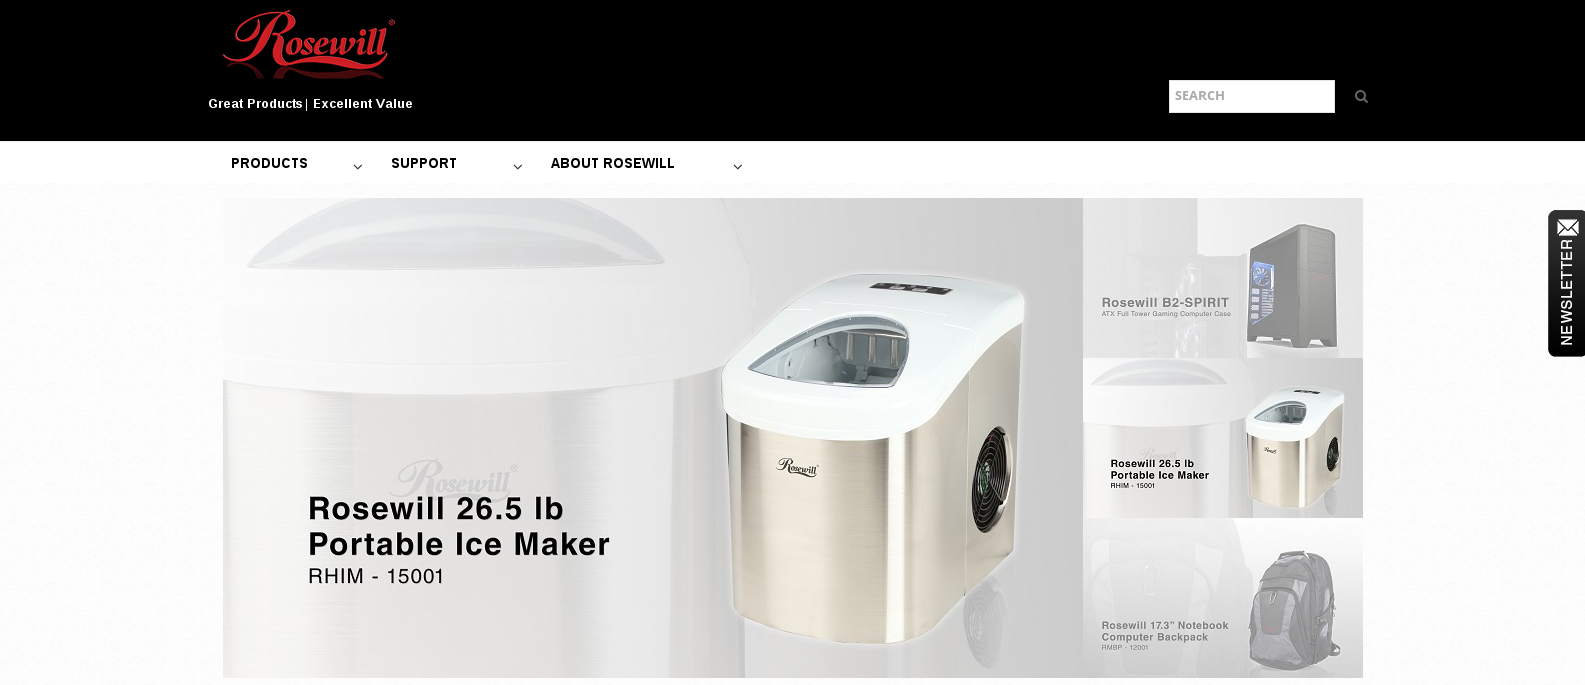 Rosewill®
Great Products| Excellent Value
SEARCH
PRODUCTS
SUPPORT
ABOUT ROSEWILL
NEWSLETTER
Rosewill®
Rosewill 26.5 lb
Portable Ice Maker
RHIM - 15001
Rosewill
Rosewill B2-SPIRIT
ATX Full Tower Gaming Computer Case
Rosewill 26.5 lb
Portable Ice Maker
RHIM - 15001
Rosewill 17.3" Notebook
Computer Backpack
RMBP - 12001